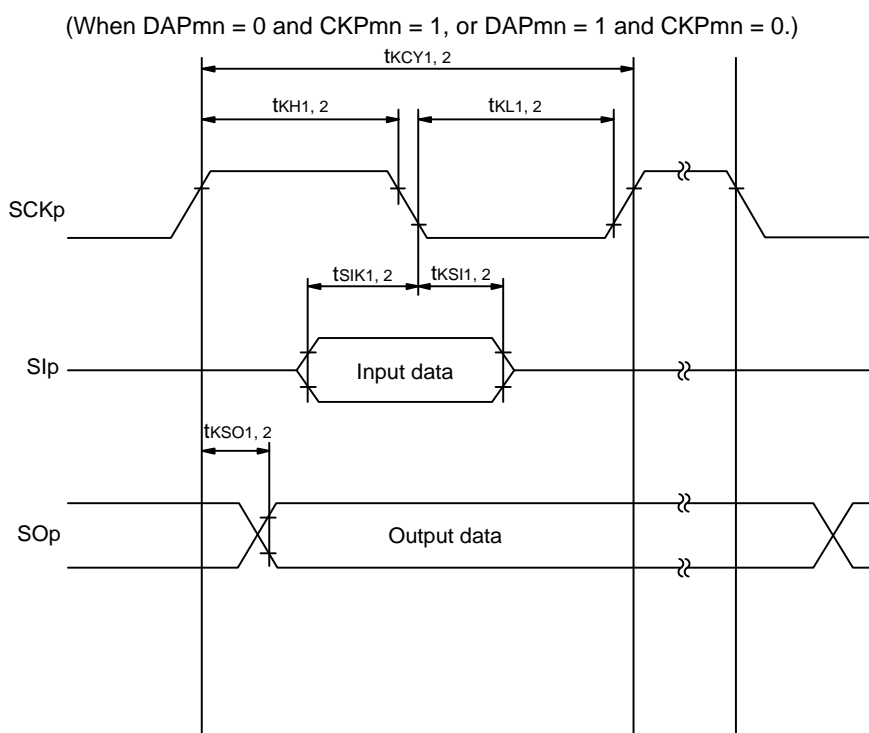 (When DAPmn = 0 and CKPmn = 1, or DAPmn = 1 and CKPmn = 0.)
tKCY1, 2
tKH1, 2
tKL1, 2
SCKp
tSIK1, 2
tKSI1, 2
SIp
Input data
tKSO1, 2
SOp
Output data